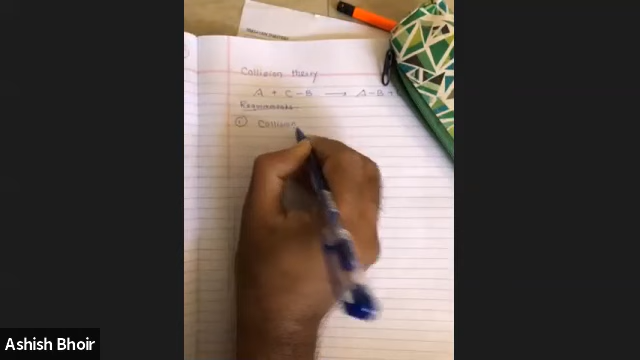 Collision theory
A + C - B ⟶ A - B +
Requirements
① Collision
Ashish Bhoir